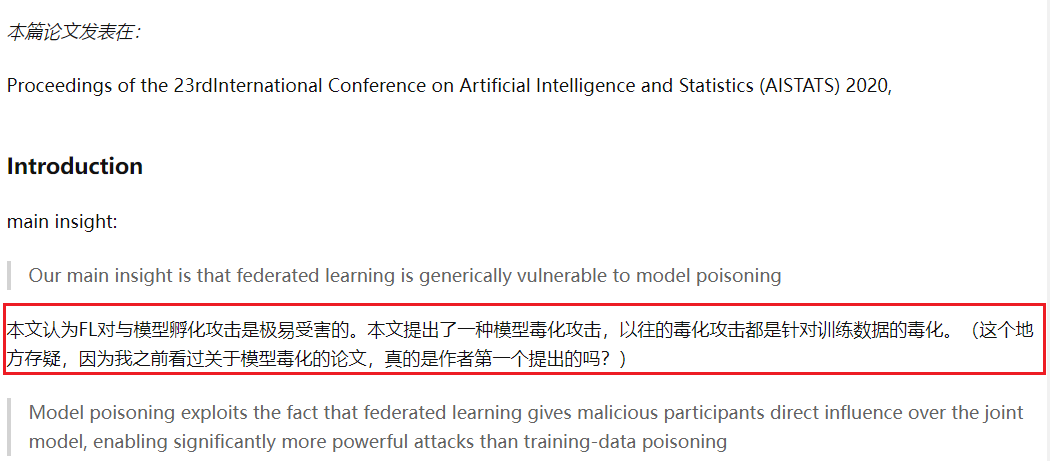 本篇论文发表在：
Proceedings of the 23rdInternational Conference on Artificial Intelligence and Statistics (AISTATS) 2020,
Introduction
main insight:
Our main insight is that federated learning is generically vulnerable to model poisoning
本文认为FL对与模型孵化攻击是极易受害的。本文提出了一种模型毒化攻击，以往的毒化攻击都是针对训练数据的毒化。（这个地
方存疑，因为我之前看过关于模型毒化的论文，真的是作者第一个提出的吗？）
Model poisoning exploits the fact that federated learning gives malicious participants direct influence over the joint
model, enabling significantly more powerful attacks than training-data poisoning